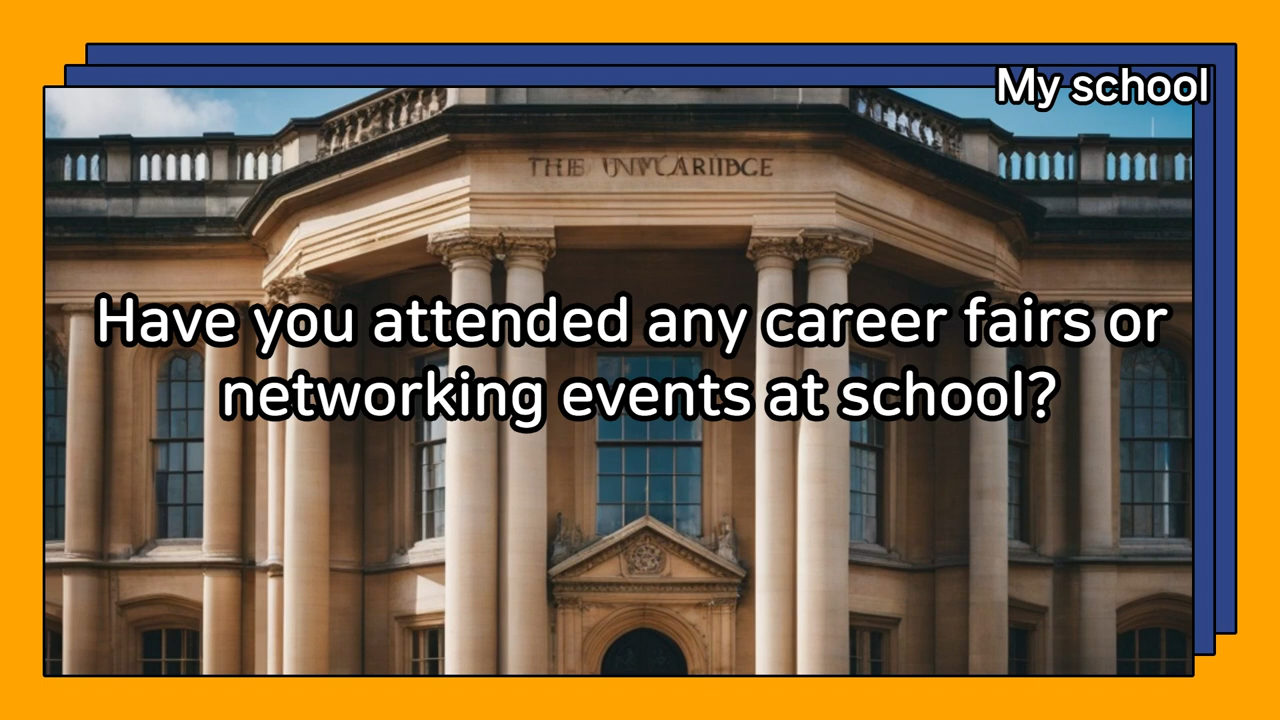 My school
THE
Have you attended any career fairs or
networking events at school?